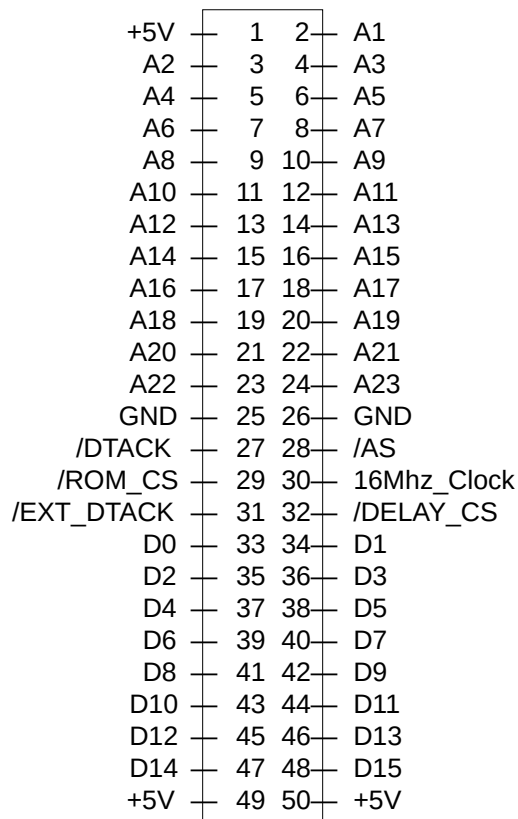 +5V 1 2 A1
A2 3 4 A3
A4 5 6 A5
A6 7 8 A7
A8 9 10 A9
A10 11 12 A11
A12 13 14 A13
A14 15 16 A15
A16 17 18 A17
A18 19 20 A19
A20 21 22 A21
A22 23 24 A23
GND 25 26 GND
/DTACK 27 28 /AS
/ROM_CS 29 30 16Mhz_Clock
/EXT_DTACK 31 32 /DELAY_CS
D0 33 34 D1
D2 35 36 D3
D4 37 38 D5
D6 39 40 D7
D8 41 42 D9
D10 43 44 D11
D12 45 46 D13
D14 47 48 D15
+5V 49 50 +5V